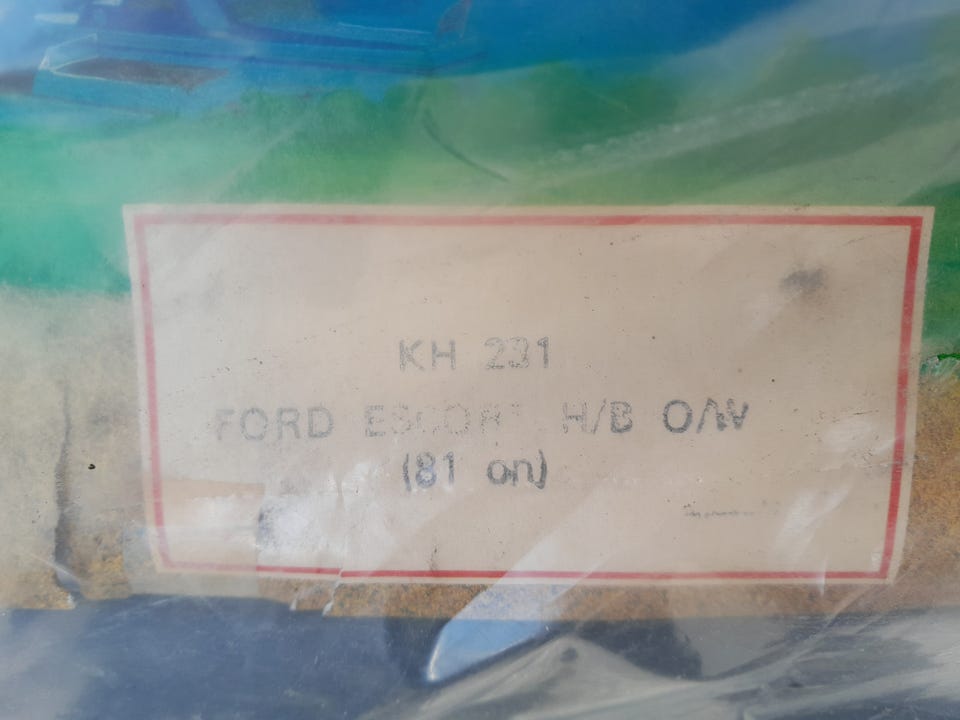 KH 231
FORD ESCORT H/B O/W
(81 on)